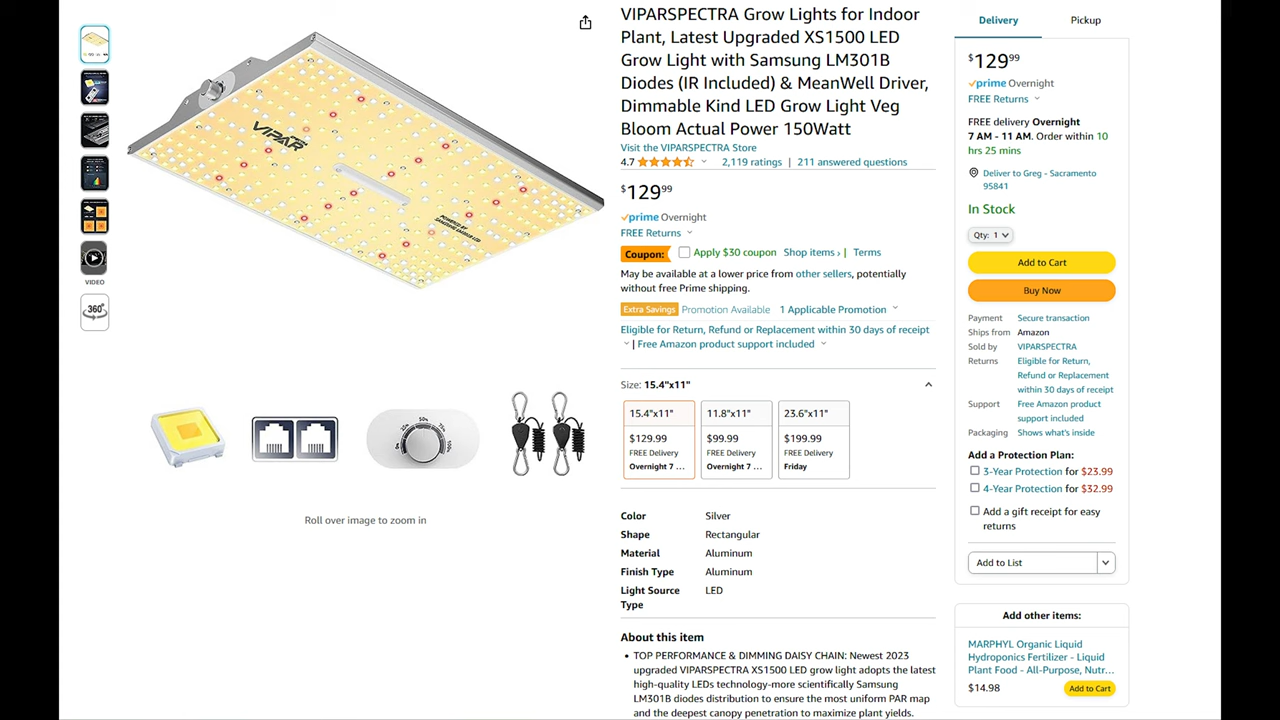 VIPARSPECTRA Grow Lights for Indoor
Plant, Latest Upgraded XS1500 LED
Grow Light with Samsung LM301B
Diodes (IR Included) & MeanWell Driver,
Dimmable Kind LED Grow Light Veg
Bloom Actual Power 150Watt
Visit the VIPARSPECTRA Store
4.7 2,119 ratings | 211 answered questions
$129.99
prime Overnight
FREE Returns
Coupon: Apply $30 coupon Shop items › | Terms
May be available at a lower price from other sellers, potentially
without free Prime shipping.
Extra Savings Promotion Available 1 Applicable Promotion
Eligible for Return, Refund or Replacement within 30 days of receipt
| Free Amazon product support included
Size: 15.4"x11"
15.4"x11" 11.8"x11" 23.6"x11"
$129.99 $99.99 $199.99
FREE Delivery FREE Delivery FREE Delivery
Overnight 7 ... Overnight 7 ... Friday
Color Silver
Shape Rectangular
Material Aluminum
Finish Type Aluminum
Light Source LED
Type
About this item
• TOP PERFORMANCE & DIMMING DAISY CHAIN: Newest 2023
upgraded VIPARSPECTRA XS1500 LED grow light adopts the latest
high-quality LEDs technology-more scientifically Samsung
LM301B diodes distribution to ensure the most uniform PAR map
and the deepest canopy penetration to maximize plant yields.
VIPAR
VIDEO
360°
Roll over image to zoom in
Delivery Pickup
$129.99
prime Overnight
FREE Returns
FREE delivery Overnight
7 AM - 11 AM. Order within 10
hrs 25 mins
Deliver to Greg - Sacramento
95841
In Stock
Qty: 1
Add to Cart
Buy Now
Payment Secure transaction
Ships from Amazon
Sold by VIPARSPECTRA
Returns Eligible for Return,
Refund or Replacement
within 30 days of receipt
Support Free Amazon product
support included
Packaging Shows what's inside
Add a Protection Plan:
3-Year Protection for $23.99
4-Year Protection for $32.99
Add a gift receipt for easy
returns
Add to List
Add other items:
MARPHYL Organic Liquid
Hydroponics Fertilizer - Liquid
Plant Food - All-Purpose, Nutr...
$14.98 Add to Cart